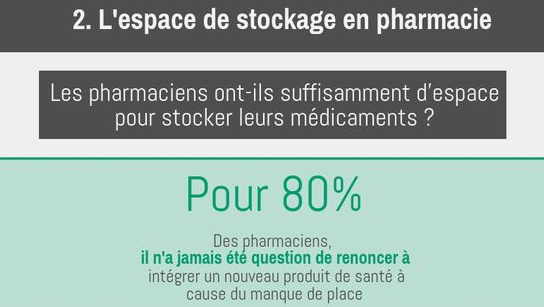 2. L'espace de stockage en pharmacie
Les pharmaciens ont-ils suffisamment d'espace
pour stocker leurs médicaments ?
Pour 80%
Des pharmaciens,
il n'a jamais été question de renoncer à
intégrer un nouveau produit de santé à
cause du manque de place